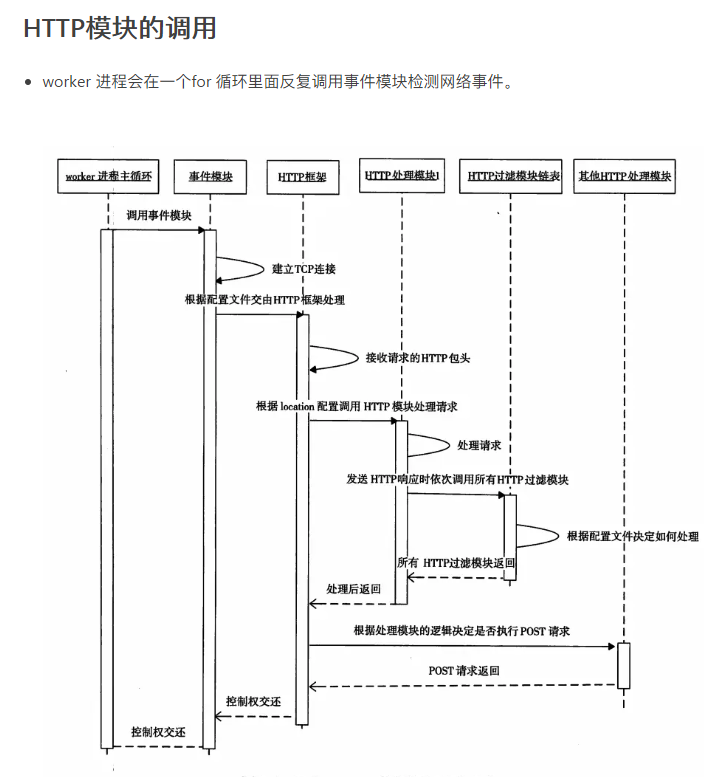 HTTP模块的调用
worker 进程会在一个for 循环里面反复调用事件模块检测网络事件。
worker 进程主循环
事件模块
HTTP框架
HTTP处理模块1
HTTP过滤模块链表
其他HTTP处理模块
调用事件模块
建立TCP连接
根据配置文件交由HTTP框架处理
接收请求的HTTP包头
根据 location 配置调用 HTTP 模块处理请求
处理请求
发送 HTTP响应时依次调用所有HTTP过滤模块
根据配置文件决定如何处理
所有 HTTP过滤模块返回
处理后返回
根据处理模块的逻辑决定是否执行 POST 请求
POST 请求返回
控制权交还
控制权交还